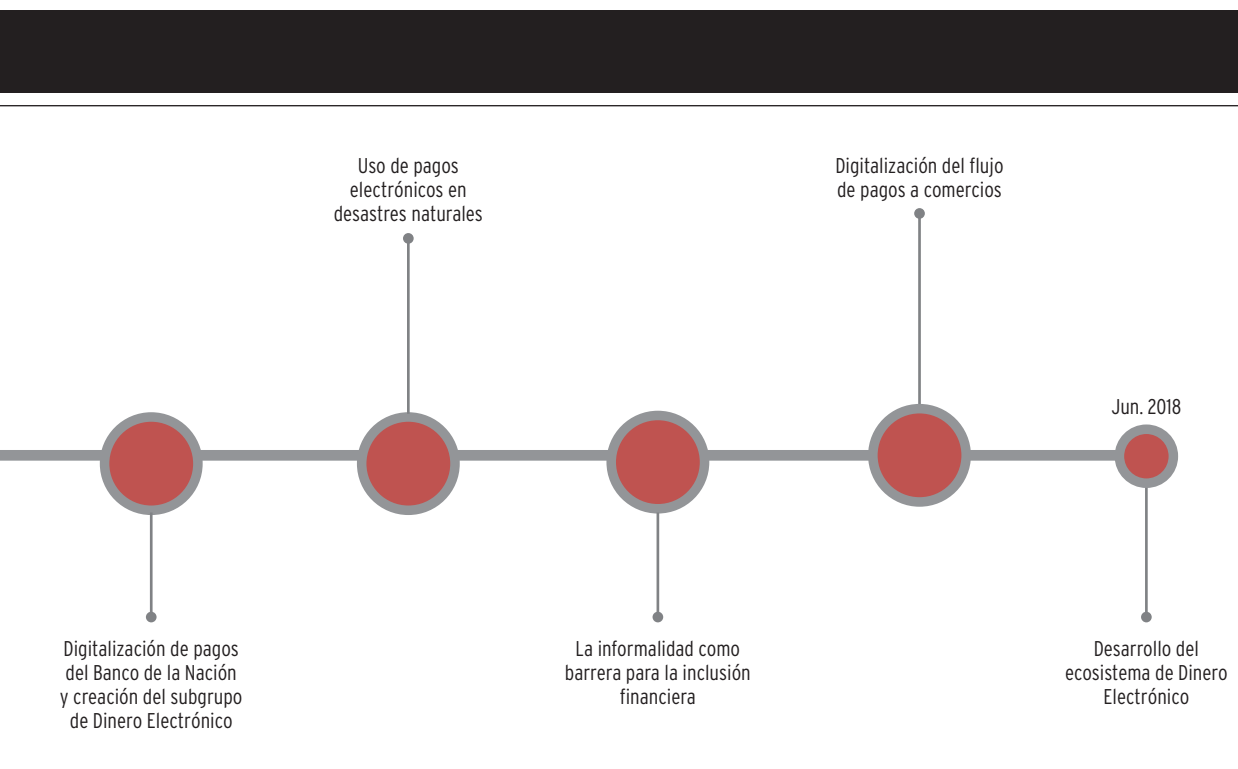 Uso de pagos
electrónicos en
desastres naturales
Digitalización del flujo
de pagos a comercios
Jun. 2018
Digitalización de pagos
del Banco de la Nación
y creación del subgrupo
de Dinero Electrónico
La informalidad como
barrera para la inclusión
financiera
Desarrollo del
ecosistema de Dinero
Electrónico